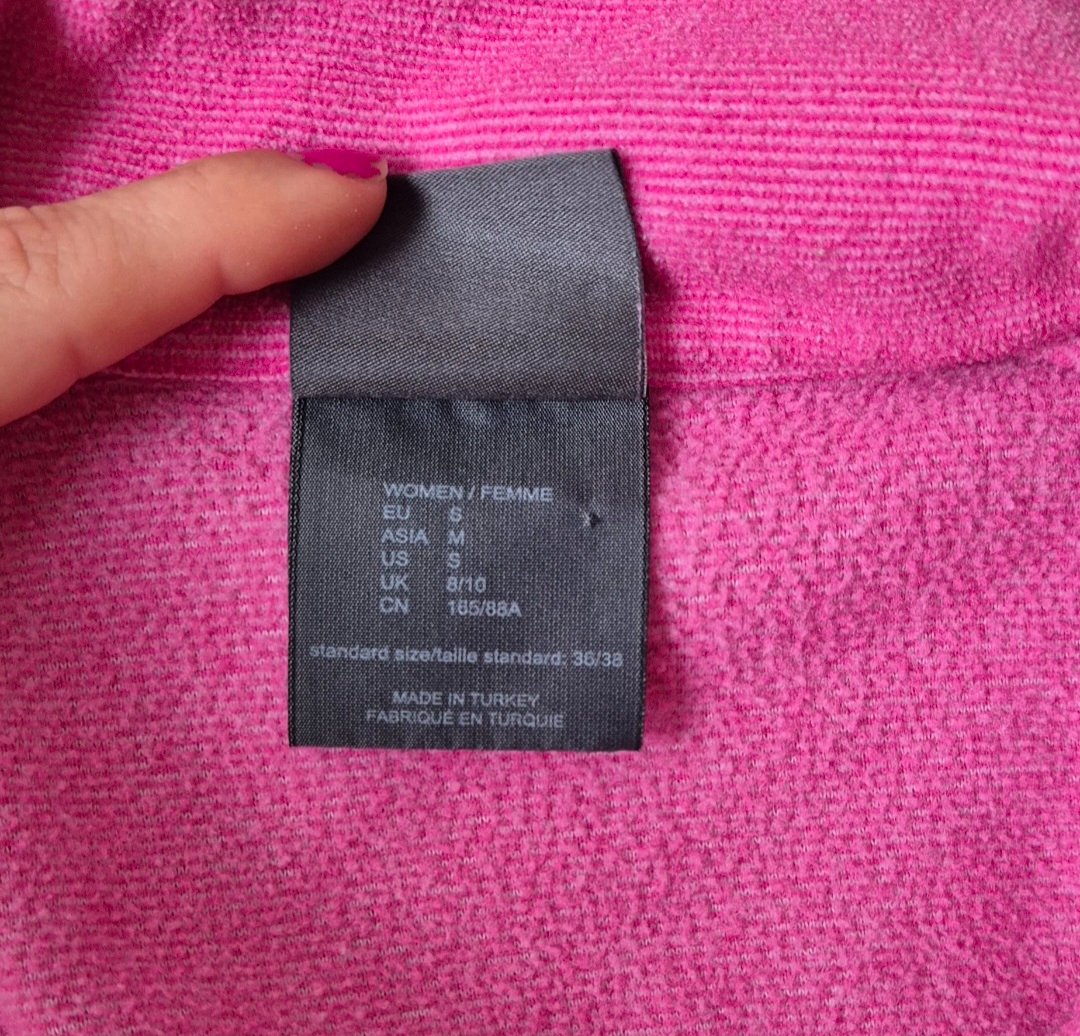 WOMEN / FEMME
EU S
ASIA M
US S
UK 8/10
CN 165/88A
standard size/taille standard: 36/38
MADE IN TURKEY
FABRIQUÉ EN TURQUIE